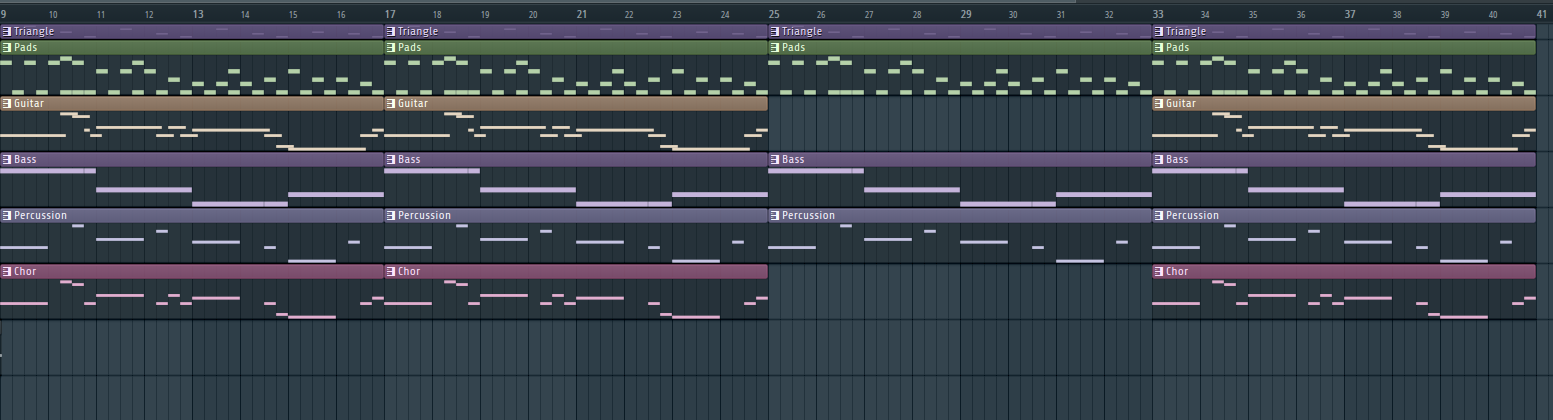 9 10 11 12 13 14 15 16 17 18 19 20 21 22 23 24 25 26 27 28 29 30 31 32 33 34 35 36 37 38 39 40 41
Triangle Triangle Triangle Triangle
Pads Pads Pads Pads
Guitar Guitar Guitar
Bass Bass Bass Bass
Percussion Percussion Percussion Percussion
Chor Chor Chor